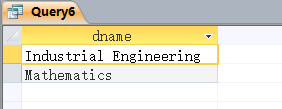 Query6
dname
Industrial Engineering
Mathematics